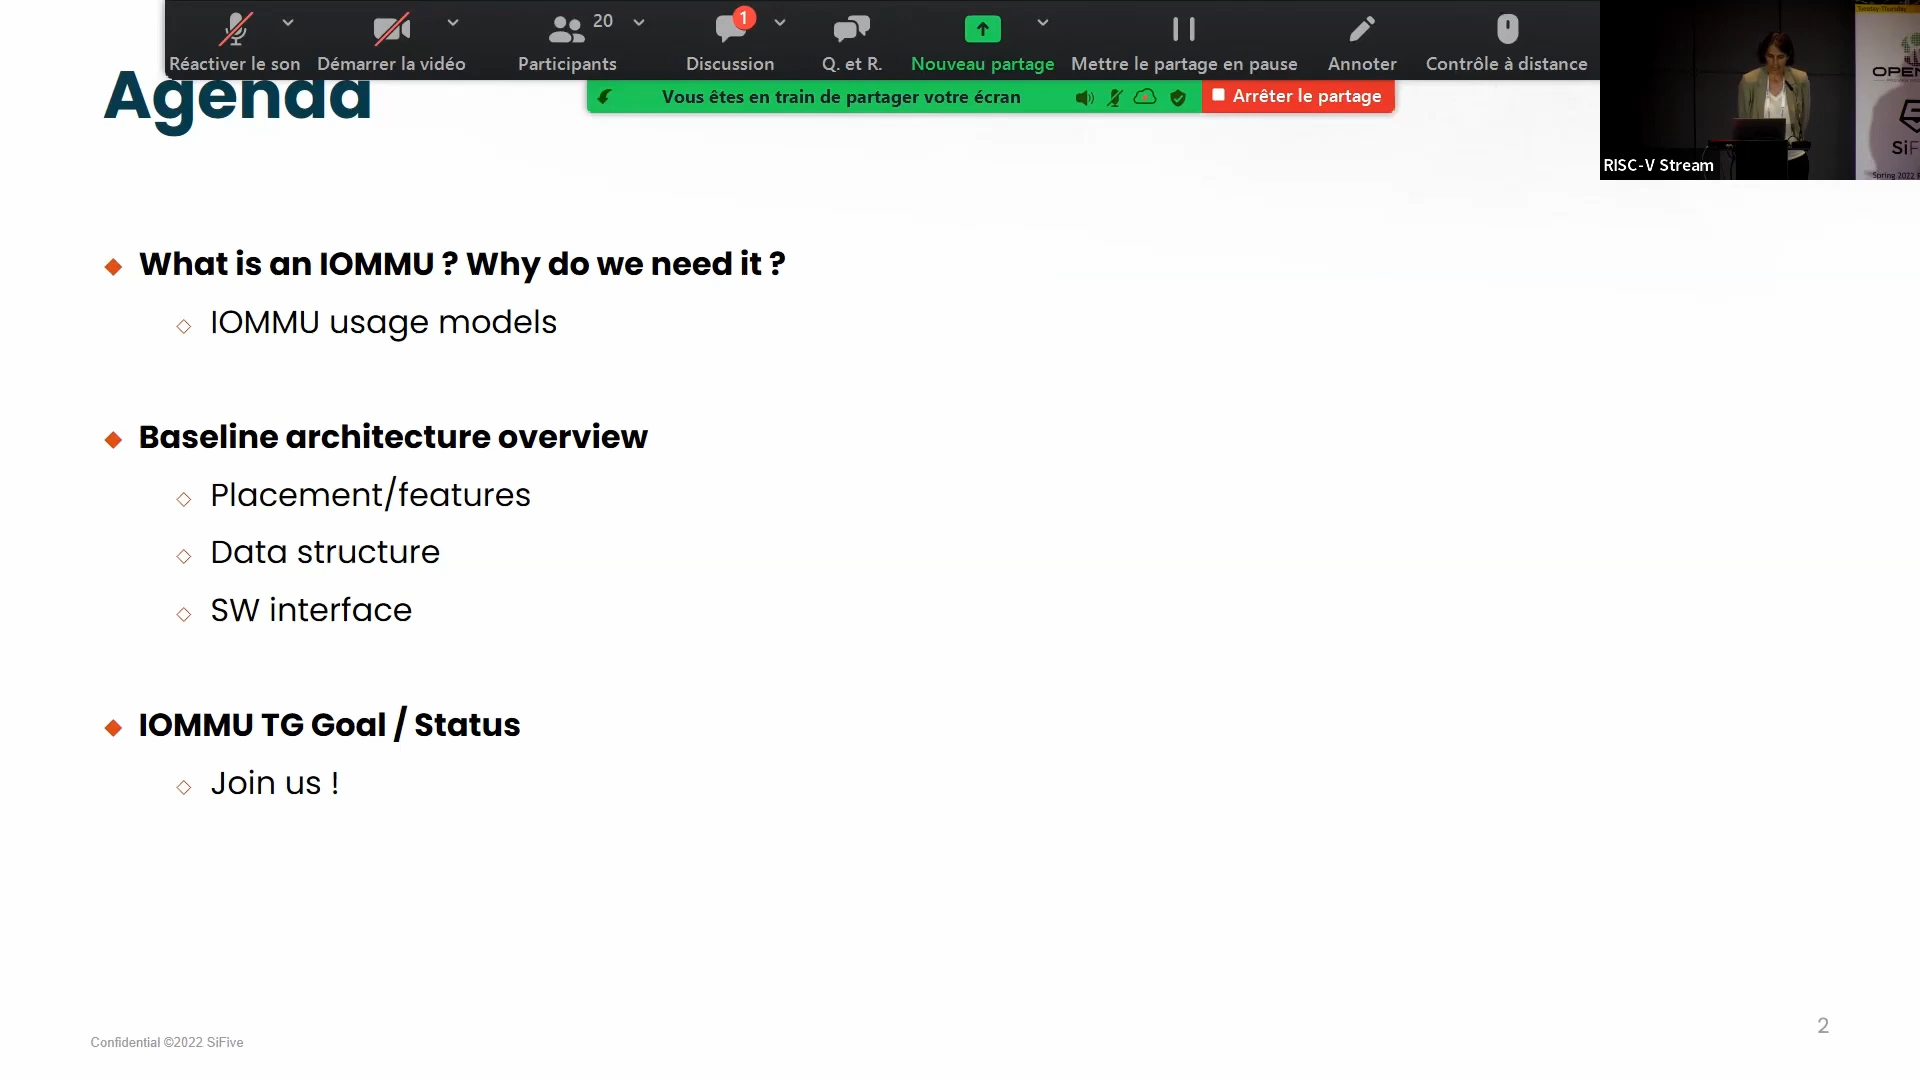 20
1
Réactiver le son
Démarrer la vidéo
Participants
Discussion
Q. et R.
Nouveau partage
Mettre le partage en pause
Annoter
Contrôle à distance
Vous êtes en train de partager votre écran
Arrêter le partage
RISC-V Stream
Agenda
What is an IOMMU ? Why do we need it ?
IOMMU usage models
Baseline architecture overview
Placement/features
Data structure
SW interface
IOMMU TG Goal / Status
Join us !
Confidential ©2022 SiFive
2